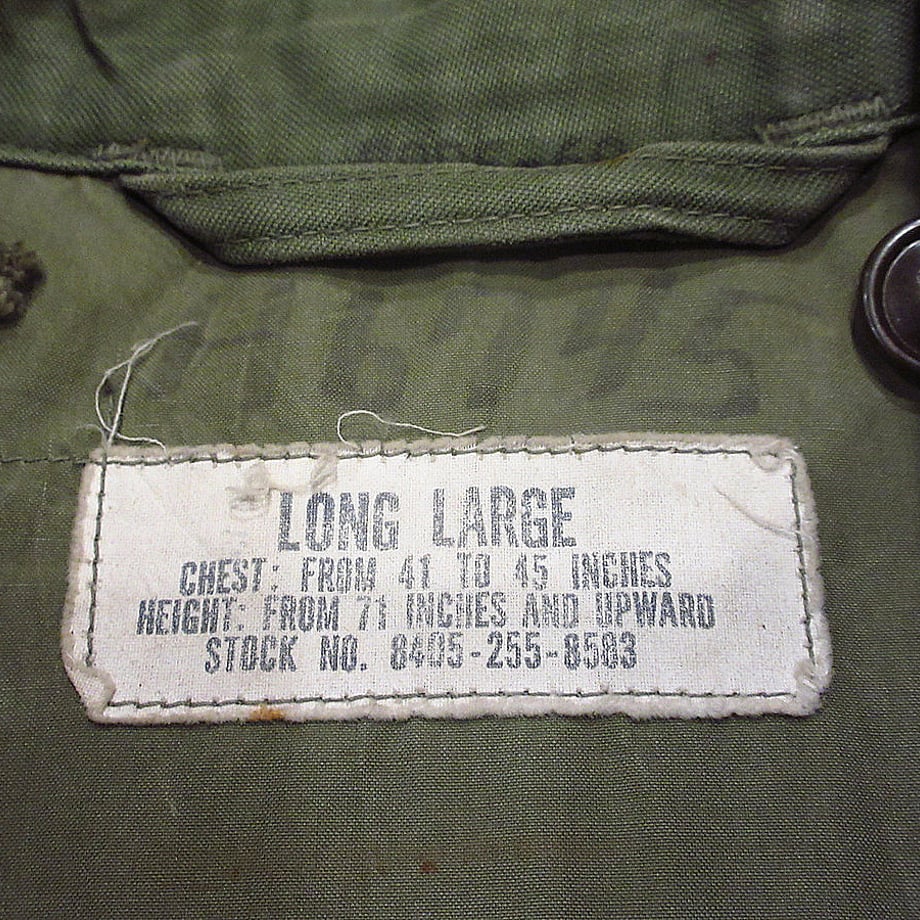 LONG LARGE
CHEST: FROM 41 TO 45 INCHES
HEIGHT: FROM 71 INCHES AND UPWARD
STOCK NO. 8405-255-8583